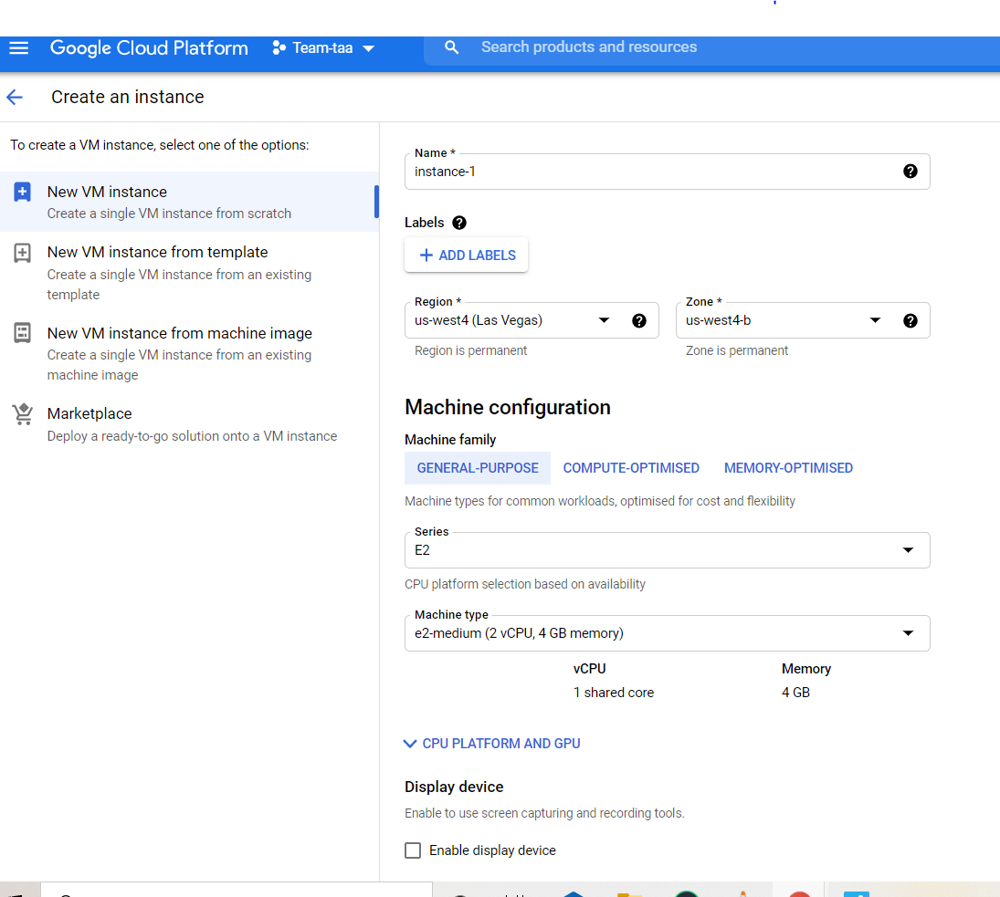 Google Cloud Platform
Team-taa
Search products and resources
Create an instance
To create a VM instance, select one of the options:
New VM instance
Create a single VM instance from scratch
New VM instance from template
Create a single VM instance from an existing
template
New VM instance from machine image
Create a single VM instance from an existing
machine image
Marketplace
Deploy a ready-to-go solution onto a VM instance
Name *
instance-1
Labels
ADD LABELS
Region *
us-west4 (Las Vegas)
Region is permanent
Zone *
us-west4-b
Zone is permanent
Machine configuration
Machine family
GENERAL-PURPOSE
COMPUTE-OPTIMISED
MEMORY-OPTIMISED
Machine types for common workloads, optimised for cost and flexibility
Series
E2
CPU platform selection based on availability
Machine type
e2-medium (2 vCPU, 4 GB memory)
vCPU
Memory
1 shared core
4 GB
CPU PLATFORM AND GPU
Display device
Enable to use screen capturing and recording tools.
Enable display device